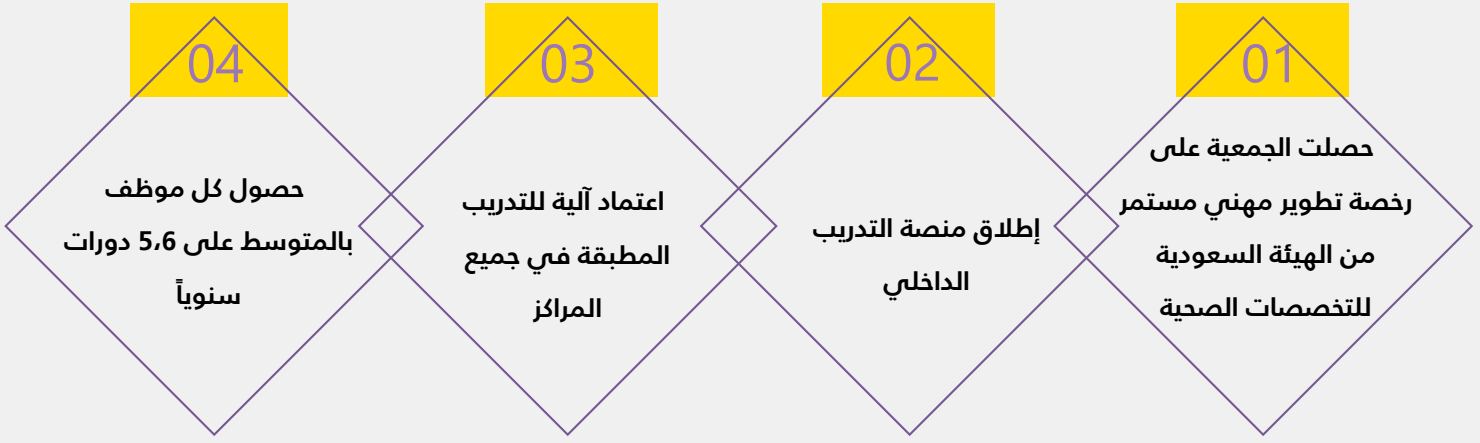 01
حصلت الجمعية على
رخصة تطوير مهني مستمر
من الهيئة السعودية
للتخصصات الصحية
02
إطلاق منصة التدريب
الداخلي
03
اعتماد آلية للتدريب
المطبقة في جميع
المراكز
04
حصول كل موظف
بالمتوسط على 5،6 دورات
سنوياً